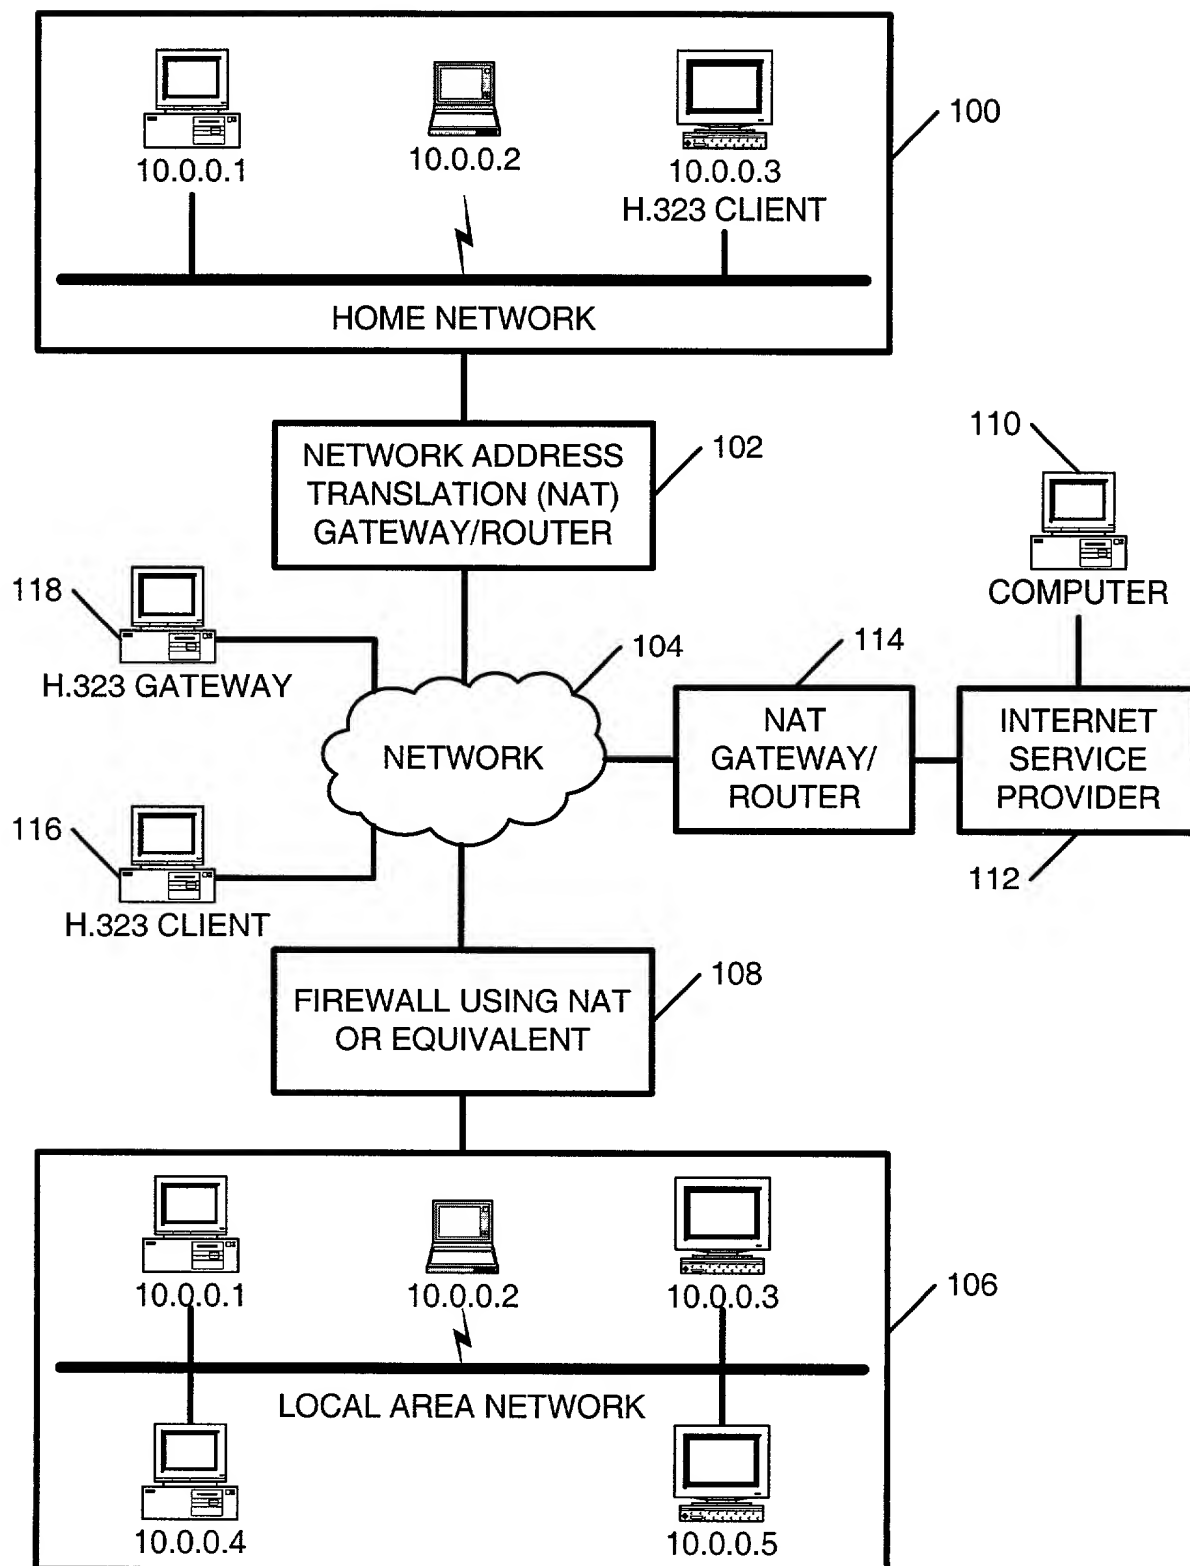 10.0.0.1
10.0.0.2
10.0.0.3
H.323 CLIENT
100
HOME NETWORK
NETWORK ADDRESS
TRANSLATION (NAT)
GATEWAY/ROUTER
102
110
COMPUTER
118
H.323 GATEWAY
104
NETWORK
114
NAT
GATEWAY/
ROUTER
INTERNET
SERVICE
PROVIDER
112
116
H.323 CLIENT
108
FIREWALL USING NAT
OR EQUIVALENT
10.0.0.1
10.0.0.2
10.0.0.3
106
LOCAL AREA NETWORK
10.0.0.4
10.0.0.5